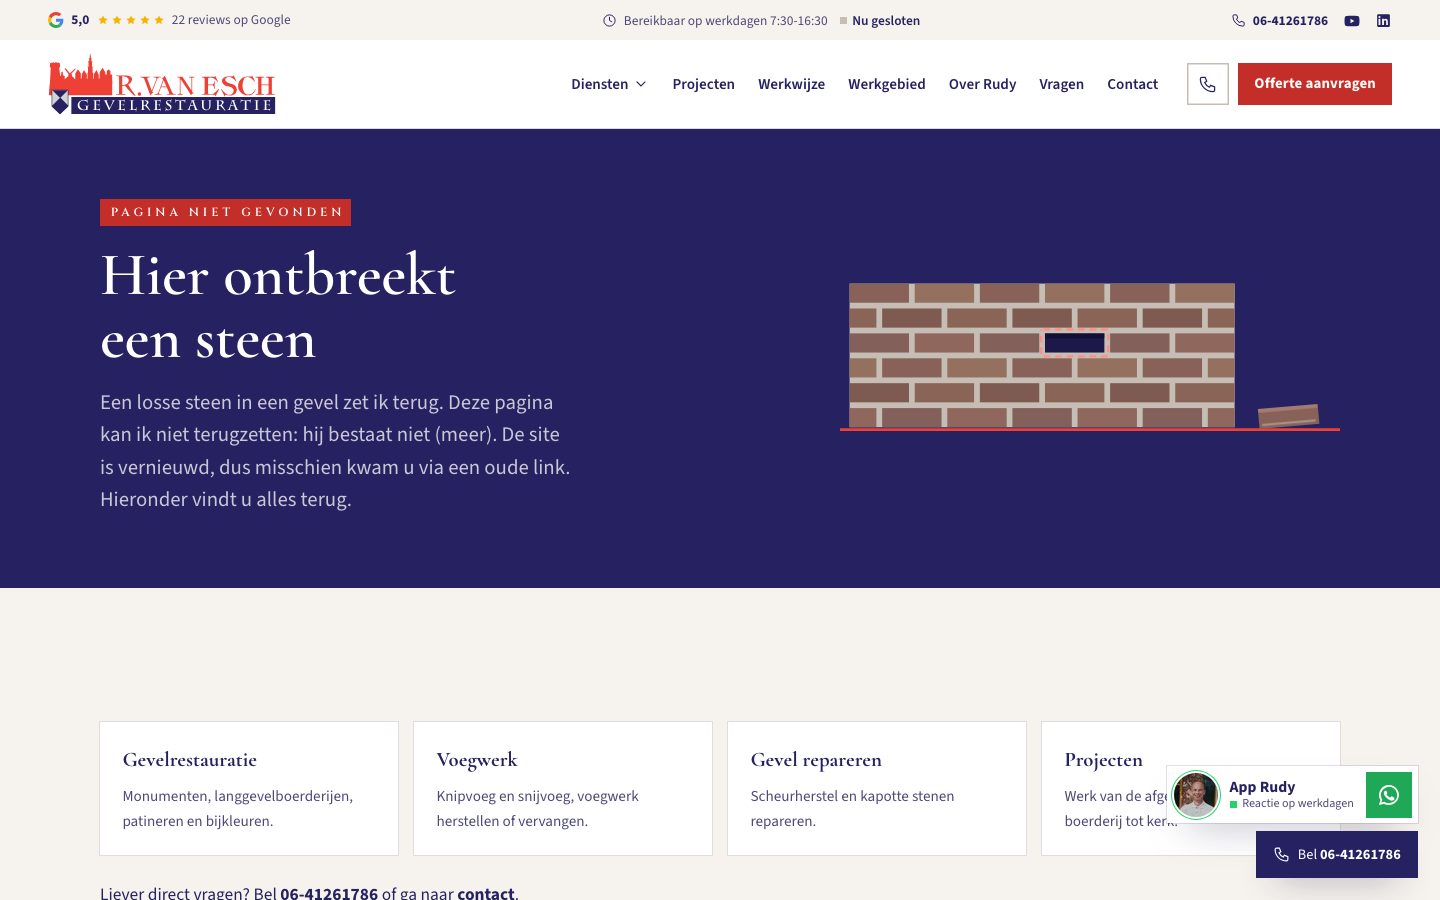 5,0 22 reviews op Google
Bereikbaar op werkdagen 7:30-16:30 Nu gesloten
06-41261786
R.VAN ESCH
GEVELRESTAURATIE
Diensten Projecten Werkwijze Werkgebied Over Rudy Vragen Contact
Offerte aanvragen
PAGINA NIET GEVONDEN
Hier ontbreekt
een steen
Een losse steen in een gevel zet ik terug. Deze pagina
kan ik niet terugzetten: hij bestaat niet (meer). De site
is vernieuwd, dus misschien kwam u via een oude link.
Hieronder vindt u alles terug.
Gevelrestauratie
Monumenten, langgevelboerderijen,
patineren en bijkleuren.
Voegwerk
Knipvoeg en snijvoeg, voegwerk
herstellen of vervangen.
Gevel repareren
Scheurherstel en kapotte stenen
repareren.
Projecten
Werk van de
boerderij tot kerk.
App Rudy
Reactie op werkdagen
Bel 06-41261786
Liever direct vragen? Bel 06-41261786 of ga naar contact.